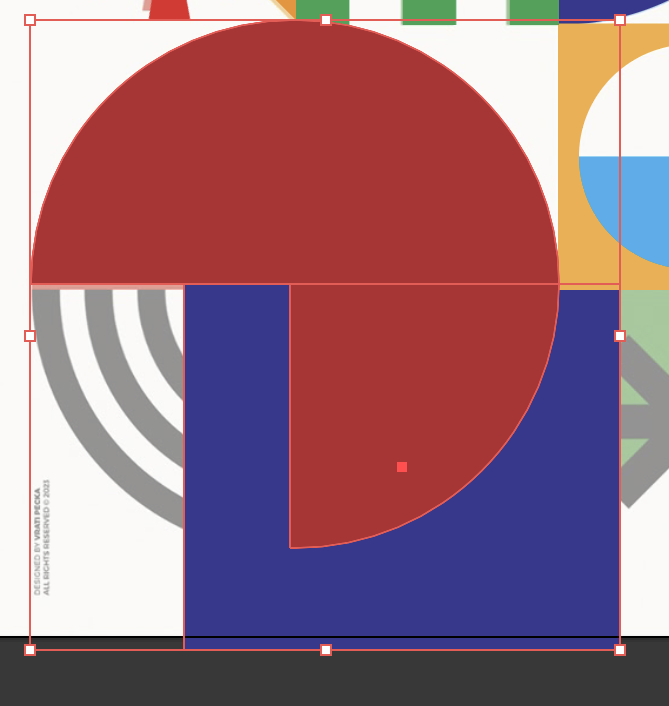 DESIGNED BY VRATI PECKA
ALL RIGHTS RESERVED © 2023